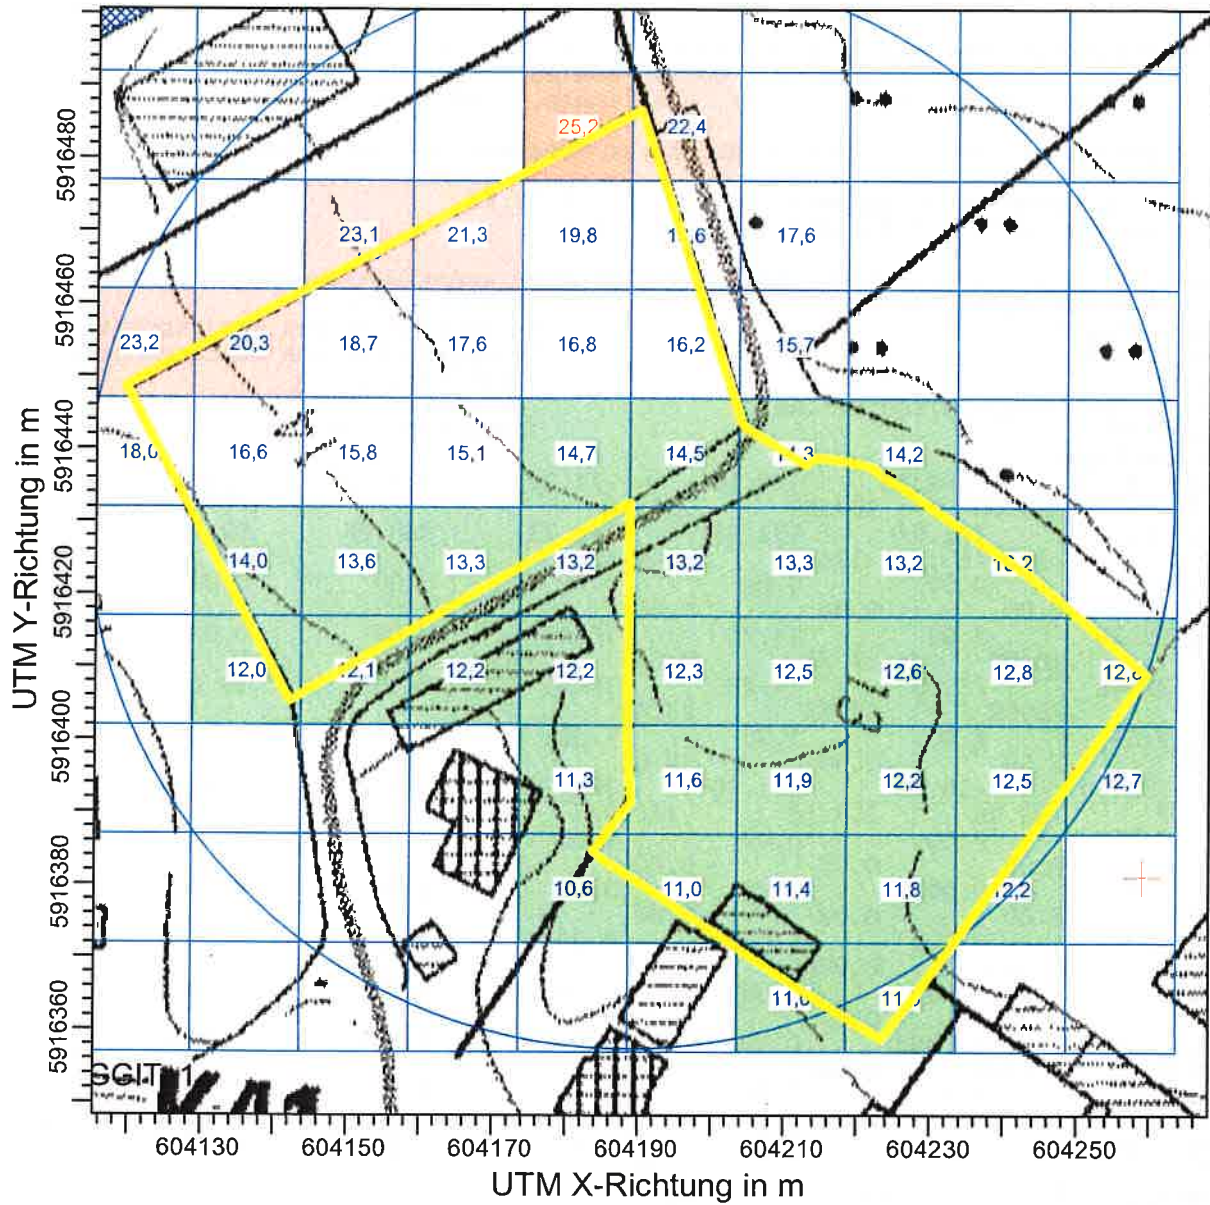 25,2 22,4
23,1 21,3 19,8 17,6
23,2 20,3 18,7 17,6 16,8 16,2 15,7
18,0 16,6 15,8 15,1 14,7 14,5 14,2
14,0 13,6 13,3 13,2 13,2 13,3 13,2
12,0 12,1 12,2 12,2 12,3 12,5 12,6 12,8
11,3 11,6 11,9 12,2 12,5 12,7
10,6 11,0 11,4 11,8 12,2
5916480
5916460
5916440
5916420
5916400
5916380
5916360
UTM Y-Richtung in m
604130 604150 604170 604190 604210 604230 604250
UTM X-Richtung in m